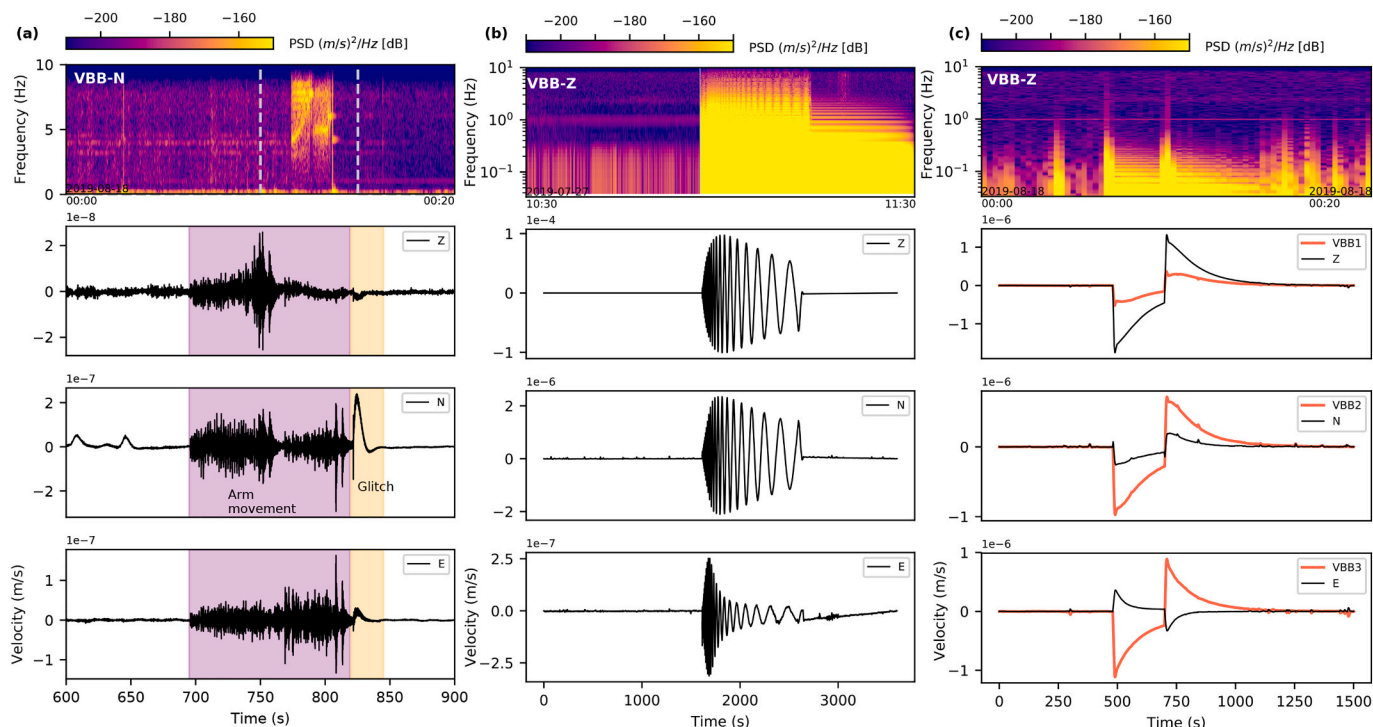 (a)
−200 −180 −160
PSD (m/s)²/Hz [dB]
VBB-N
Frequency (Hz)
10
5
0
2019-08-18
00:00 00:20
1e−8
Z
2
0
−2
1e−7
N
2
0
−2
Arm
movement
Glitch
1e−7
E
1
0
−1
Velocity (m/s)
600 650 700 750 800 850 900
Time (s)
(b)
−200 −180 −160
PSD (m/s)²/Hz [dB]
VBB-Z
Frequency (Hz)
10¹
10⁰
10⁻¹
2019-07-27
10:30 11:30
1e−4
Z
1
0
−1
1e−6
N
2
0
−2
1e−7
E
2.5
0.0
−2.5
Velocity (m/s)
0 1000 2000 3000
Time (s)
(c)
−200 −180 −160
PSD (m/s)²/Hz [dB]
VBB-Z
Frequency (Hz)
10¹
10⁰
10⁻¹
2019-08-18 2019-08-18
00:00 00:20
1e−6
VBB1
Z
1
0
−1
1e−6
VBB2
N
1
0
−1
1e−6
VBB3
E
1
0
−1
Velocity (m/s)
0 250 500 750 1000 1250 1500
Time (s)